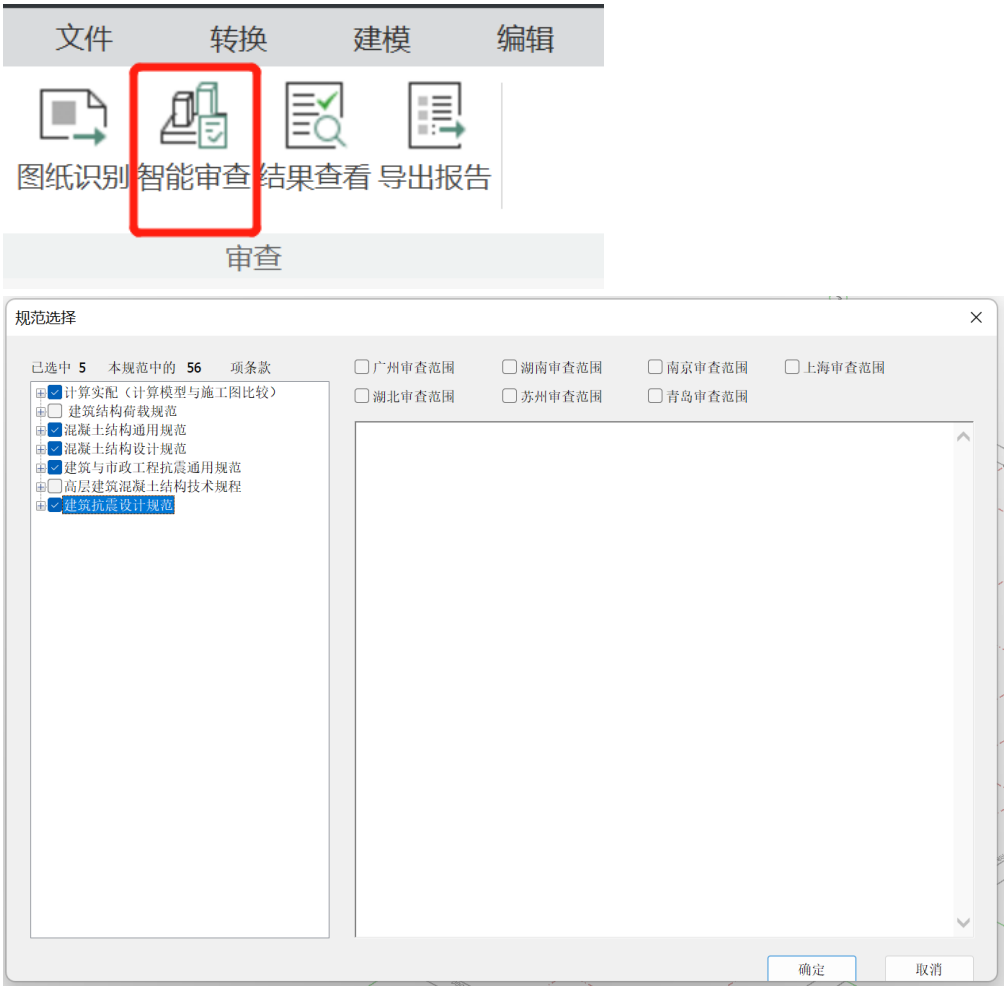 文件 转换 建模 编辑
图纸识别 智能审查 结果查看 导出报告
审查
规范选择
已选中 5 本规范中的 56 项条款
计算实配（计算模型与施工图比较）
建筑结构荷载规范
混凝土结构通用规范
混凝土结构设计规范
建筑与市政工程抗震通用规范
高层建筑混凝土结构技术规程
建筑抗震设计规范
广州审查范围 湖南审查范围 南京审查范围 上海审查范围
湖北审查范围 苏州审查范围 青岛审查范围
确定 取消